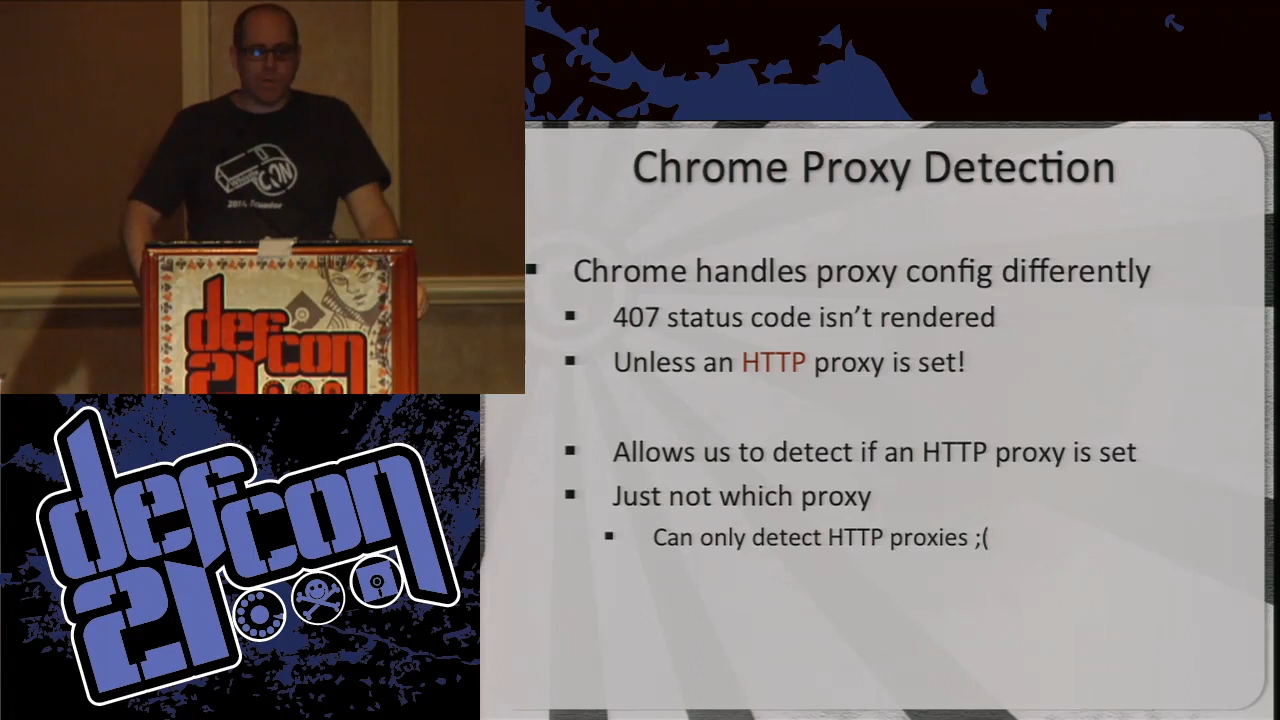 CON
Chrome Proxy Detection
Chrome handles proxy config differently
407 status code isn't rendered
Unless an HTTP proxy is set!
Allows us to detect if an HTTP proxy is set
Just not which proxy
Can only detect HTTP proxies ;(
defcon
21
defcon
21